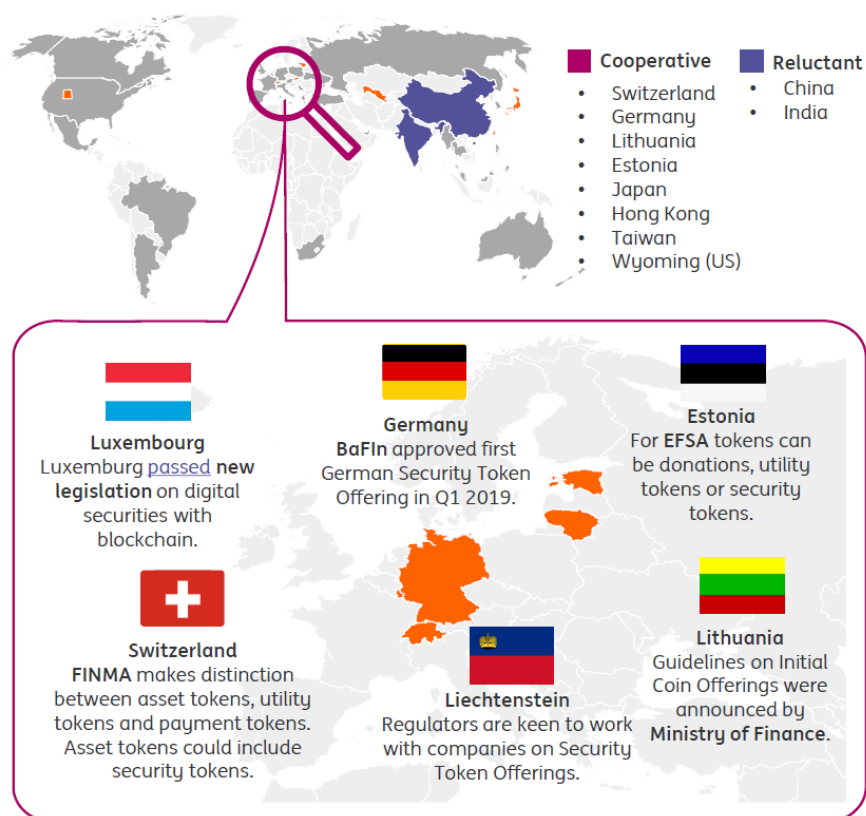 Cooperative
• Switzerland
• Germany
• Lithuania
• Estonia
• Japan
• Hong Kong
• Taiwan
• Wyoming (US)
Reluctant
• China
• India
Luxembourg
Luxemburg passed new
legislation on digital
securities with
blockchain.
Germany
BaFIn approved first
German Security Token
Offering in Q1 2019.
Estonia
For EFSA tokens can
be donations, utility
tokens or security
tokens.
Switzerland
FINMA makes distinction
between asset tokens, utility
tokens and payment tokens.
Asset tokens could include
security tokens.
Liechtenstein
Regulators are keen to work
with companies on Security
Token Offerings.
Lithuania
Guidelines on Initial
Coin Offerings were
announced by
Ministry of Finance.